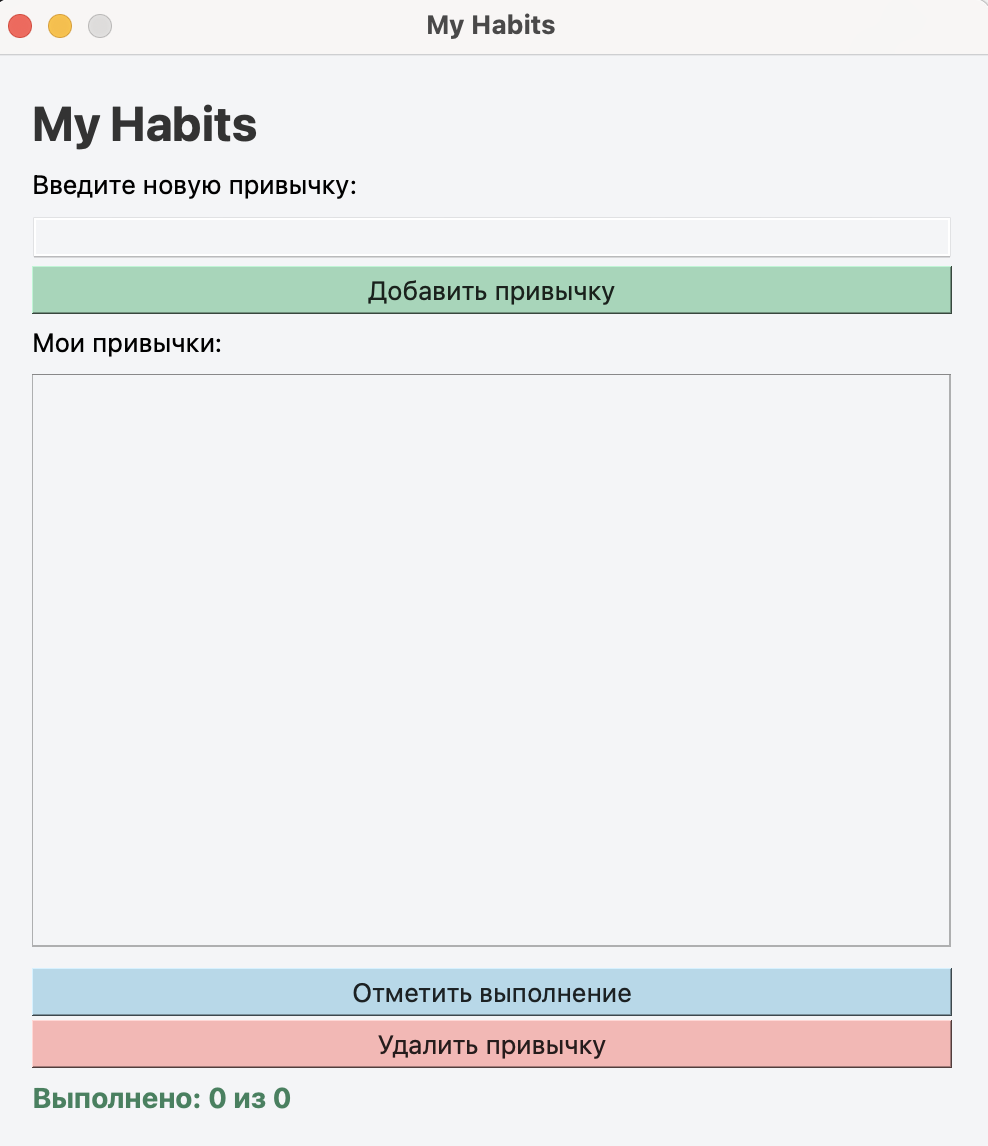 My Habits
My Habits
Введите новую привычку:
Добавить привычку
Мои привычки:
Отметить выполнение
Удалить привычку
Выполнено: 0 из 0